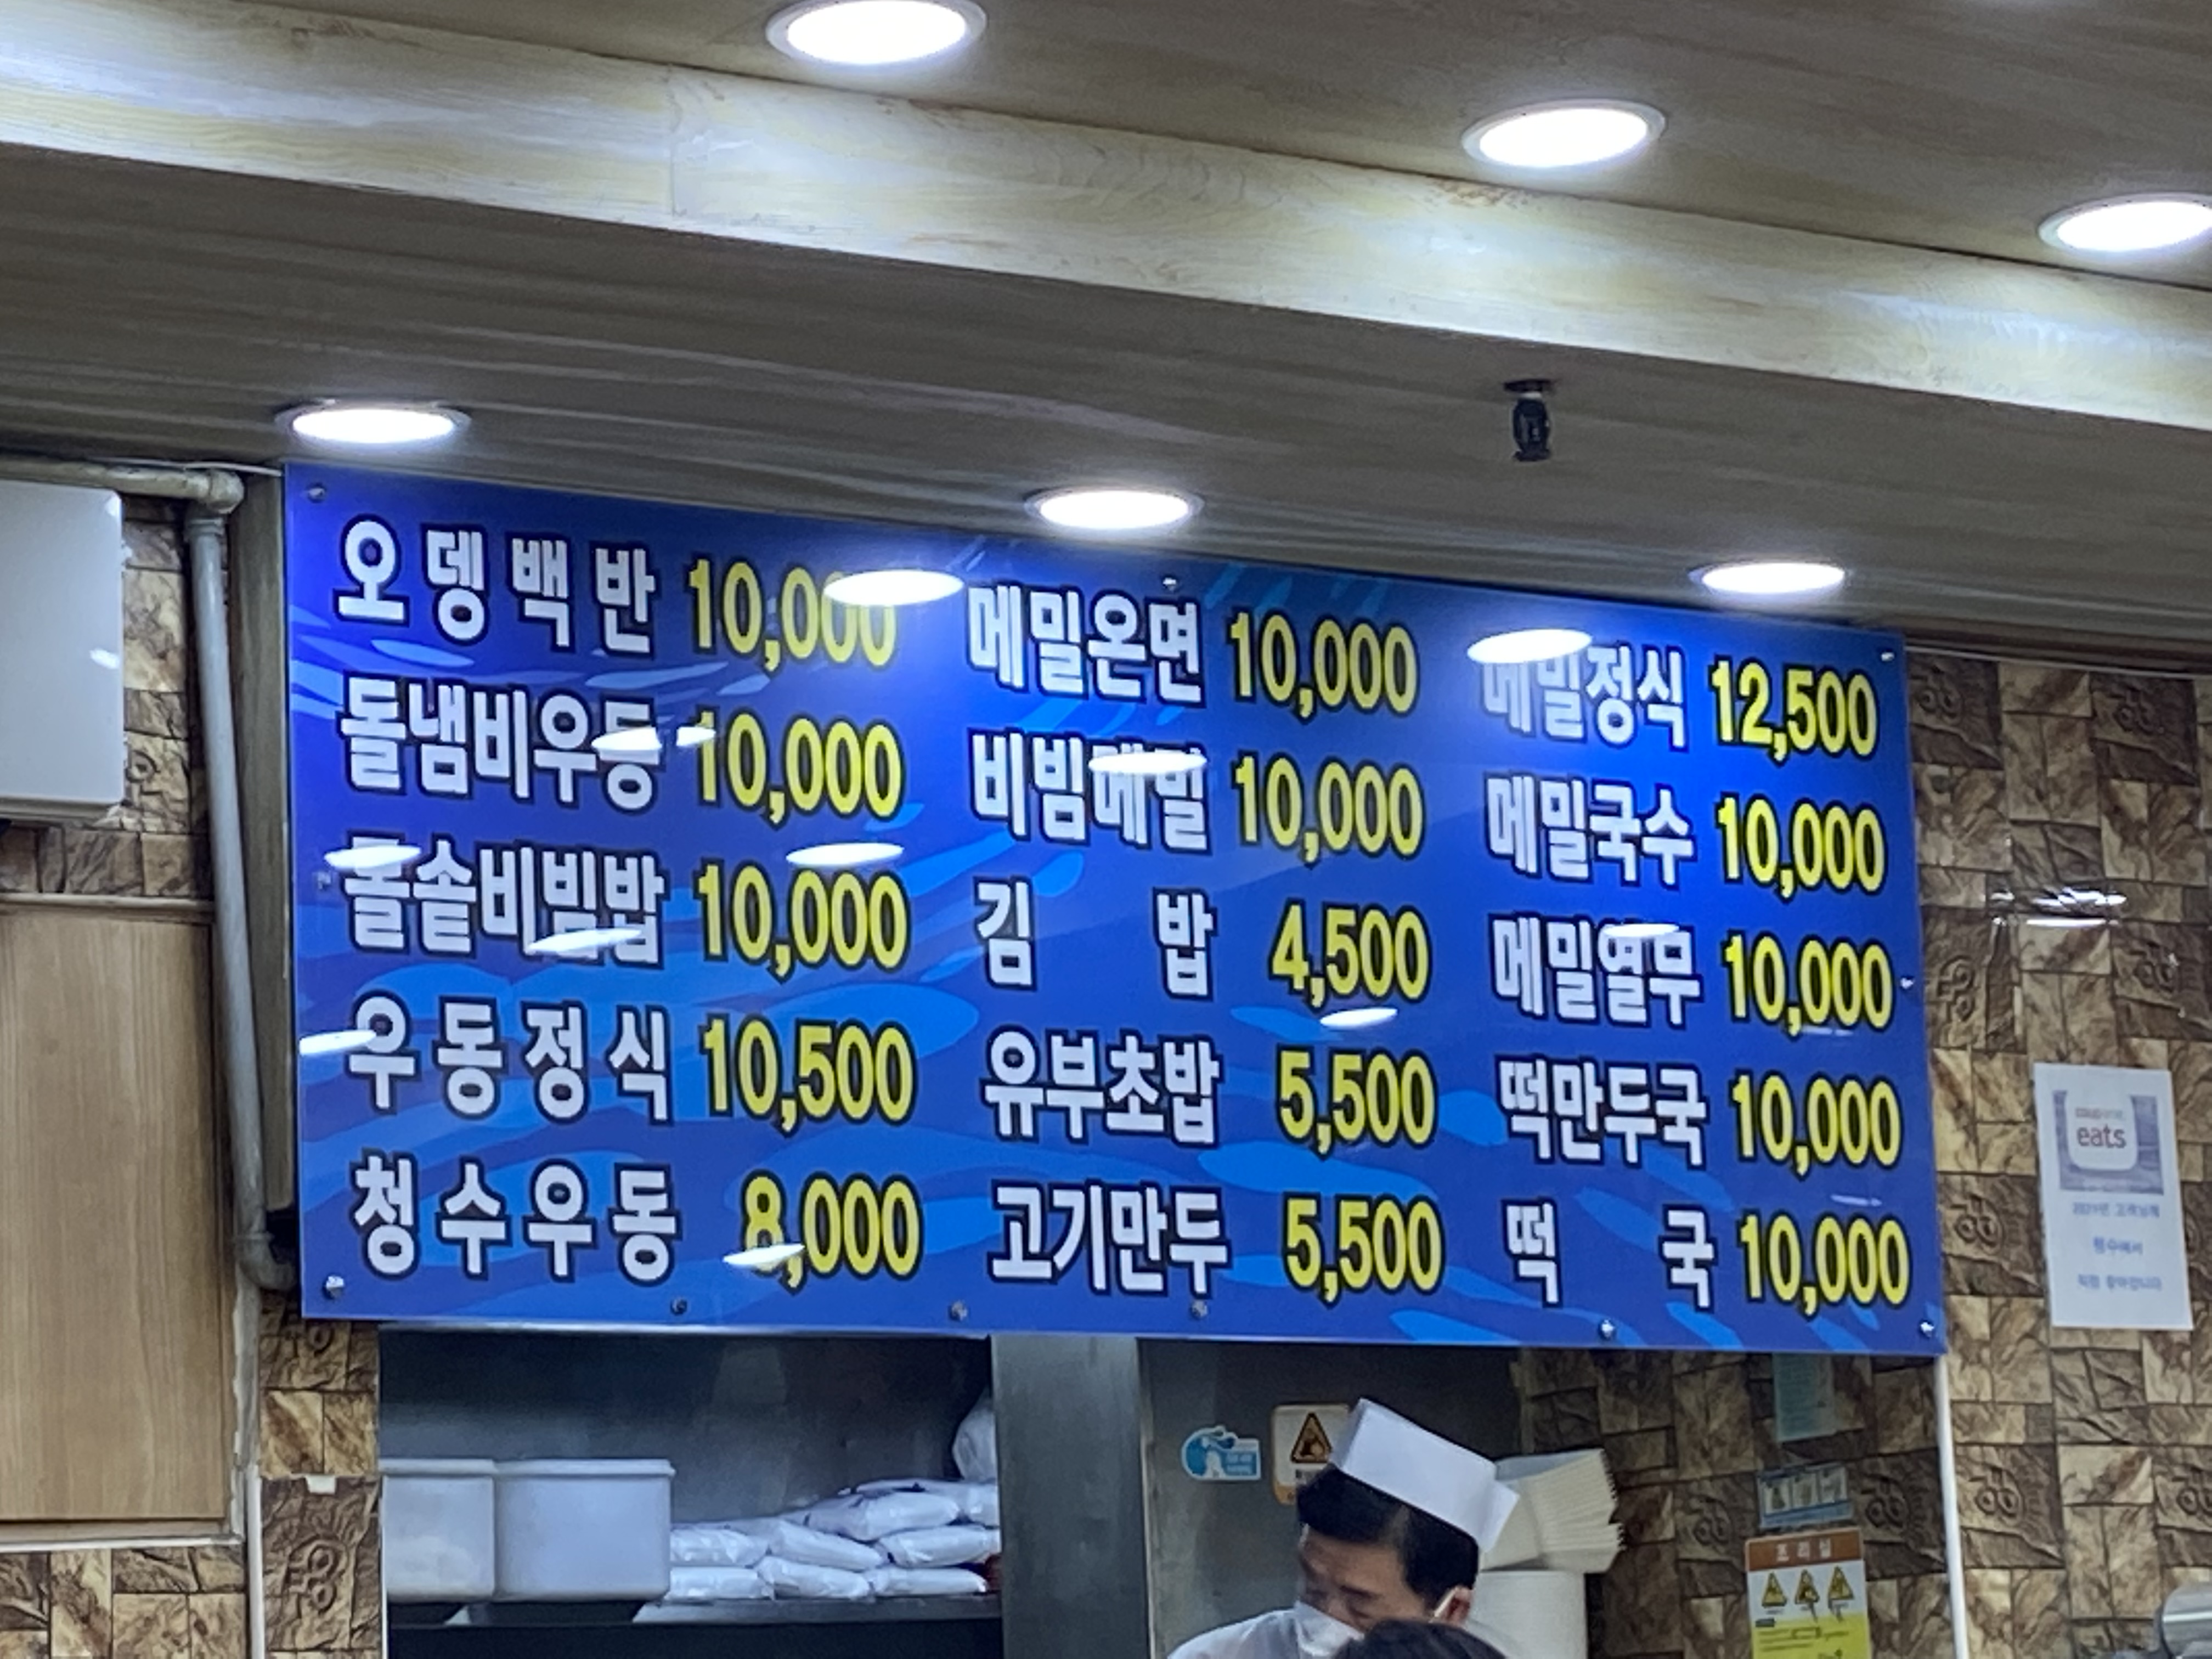 오뎅백반 10,000
돌냄비우동 10,000
돌솥비빔밥 10,000
우동정식 10,500
청수우동 8,000
메밀온면 10,000
비빔메밀 10,000
김밥 4,500
유부초밥 5,500
고기만두 5,500
메밀정식 12,500
메밀국수 10,000
메밀열무 10,000
떡만두국 10,000
떡국 10,000
eats
조리실